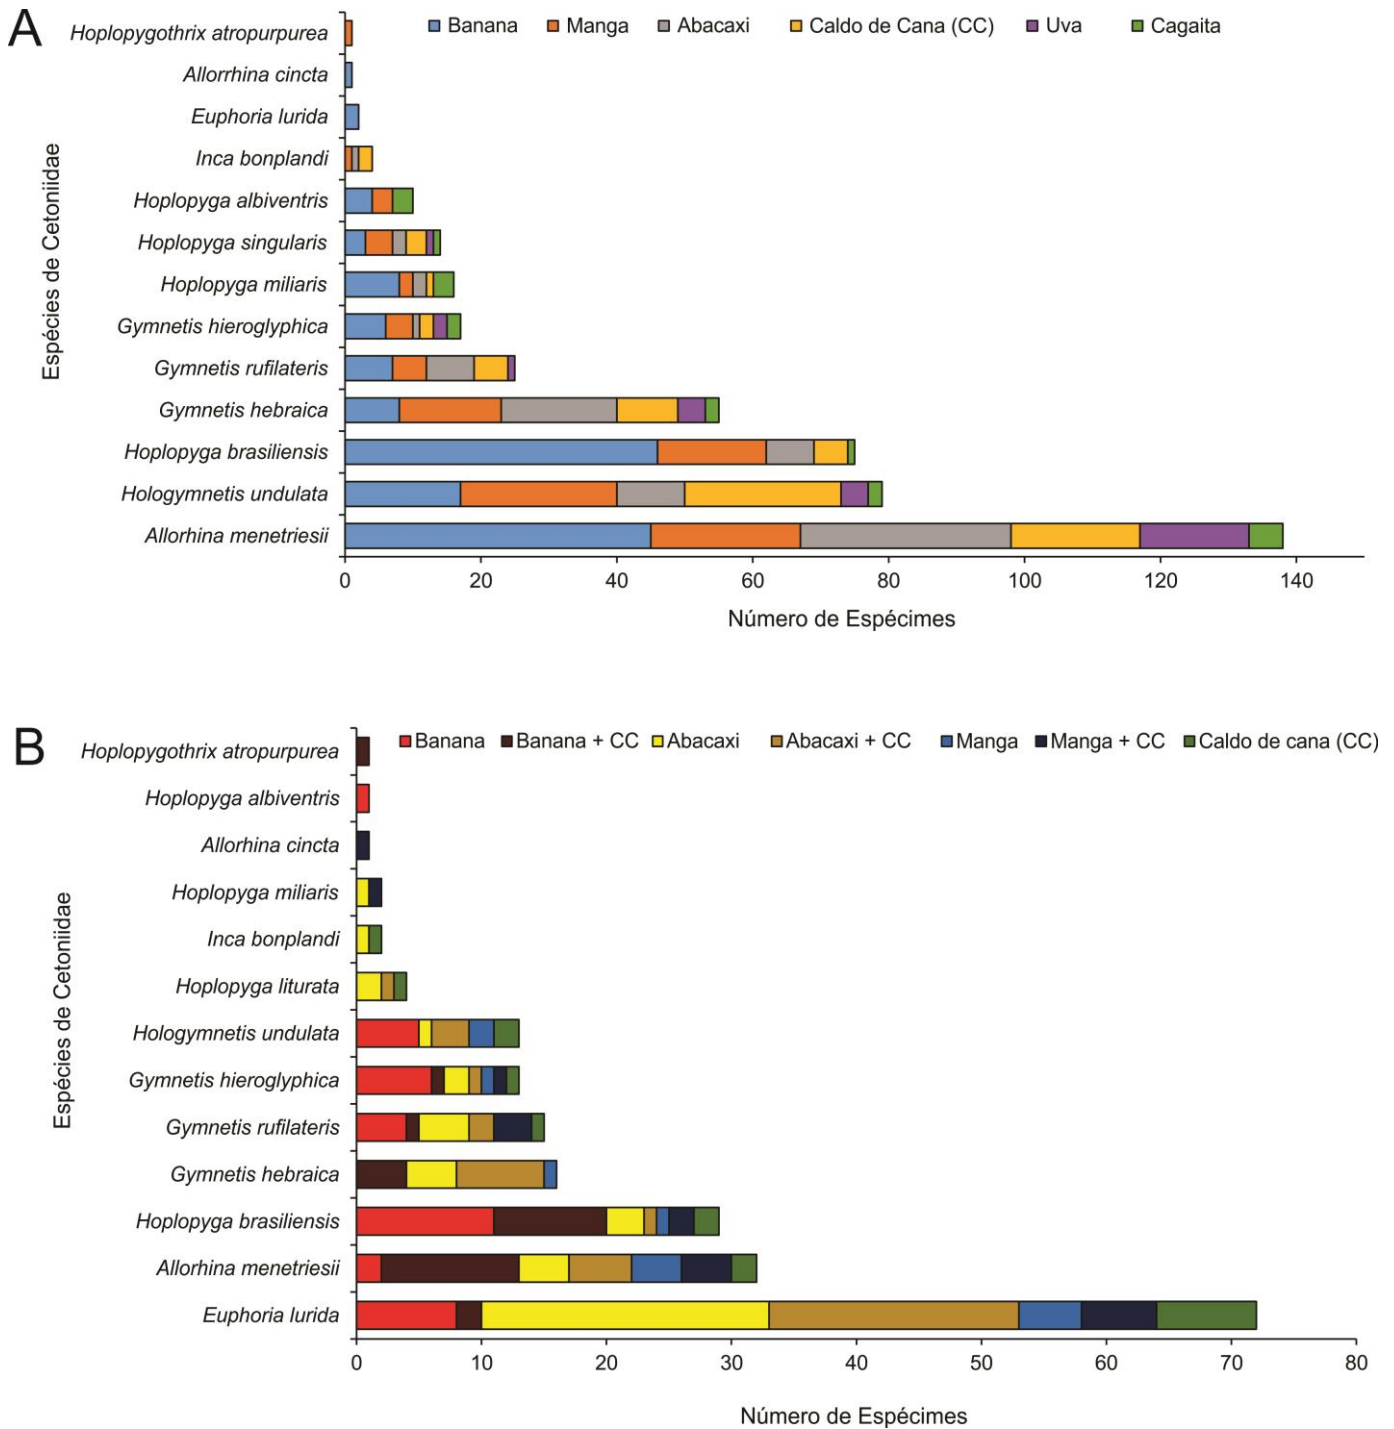 A
Banana Manga Abacaxi Caldo de Cana (CC) Uva Cagaita
Espécies de Cetoniidae
Hoplopygothrix atropurpurea
Allorrhina cincta
Euphoria lurida
Inca bonplandi
Hoplopyga albiventris
Hoplopyga singularis
Hoplopyga miliaris
Gymnetis hieroglyphica
Gymnetis rufilateris
Gymnetis hebraica
Hoplopyga brasiliensis
Hologymnetis undulata
Allorhina menetriesii
0 20 40 60 80 100 120 140
Número de Espécimes
B
Banana Banana + CC Abacaxi Abacaxi + CC Manga Manga + CC Caldo de cana (CC)
Espécies de Cetoniidae
Hoplopygothrix atropurpurea
Hoplopyga albiventris
Allorhina cincta
Hoplopyga miliaris
Inca bonplandi
Hoplopyga liturata
Hologymnetis undulata
Gymnetis hieroglyphica
Gymnetis rufilateris
Gymnetis hebraica
Hoplopyga brasiliensis
Allorhina menetriesii
Euphoria lurida
0 10 20 30 40 50 60 70 80
Número de Espécimes